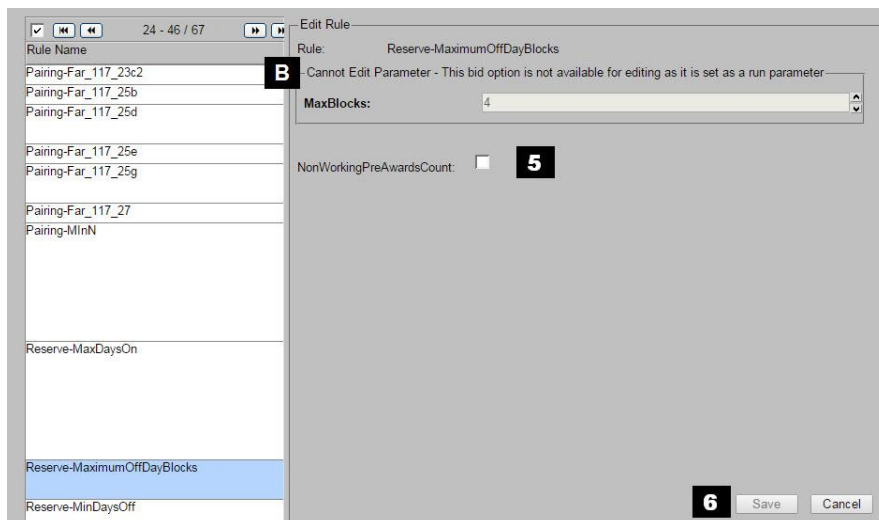 24 - 46 / 67
Rule Name
Pairing-Far_117_23c2
Pairing-Far_117_25b
Pairing-Far_117_25d
Pairing-Far_117_25e
Pairing-Far_117_25g
Pairing-Far_117_27
Pairing-MInN
Reserve-MaxDaysOn
Reserve-MaximumOffDayBlocks
Reserve-MinDaysOff
Edit Rule
Rule: Reserve-MaximumOffDayBlocks
B
Cannot Edit Parameter - This bid option is not available for editing as it is set as a run parameter
MaxBlocks: 4
NonWorkingPreAwardsCount: 5
6 Save Cancel